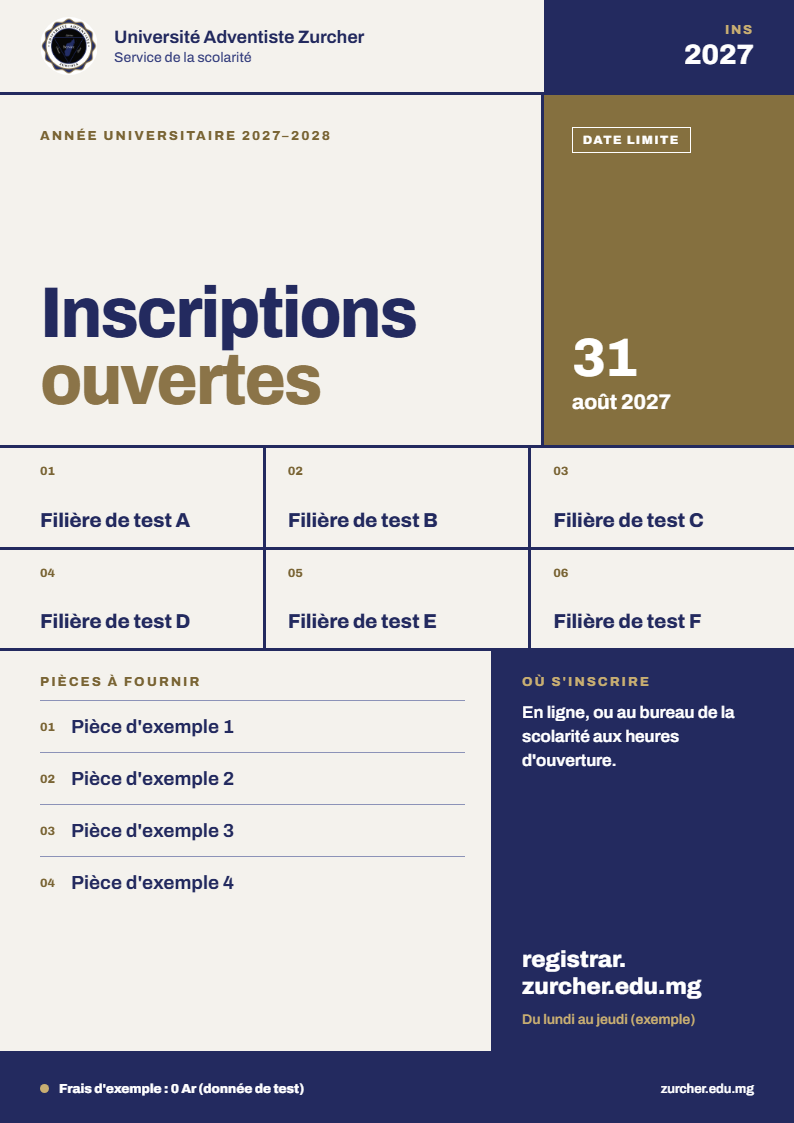 Université Adventiste Zurcher
Service de la scolarité
INS
2027
ANNÉE UNIVERSITAIRE 2027–2028
DATE LIMITE
Inscriptions
ouvertes
31
août 2027
01
Filière de test A
02
Filière de test B
03
Filière de test C
04
Filière de test D
05
Filière de test E
06
Filière de test F
PIÈCES À FOURNIR
01 Pièce d'exemple 1
02 Pièce d'exemple 2
03 Pièce d'exemple 3
04 Pièce d'exemple 4
OÙ S'INSCRIRE
En ligne, ou au bureau de la
scolarité aux heures
d'ouverture.
registrar.
zurcher.edu.mg
Du lundi au jeudi (exemple)
Frais d'exemple : 0 Ar (donnée de test)
zurcher.edu.mg